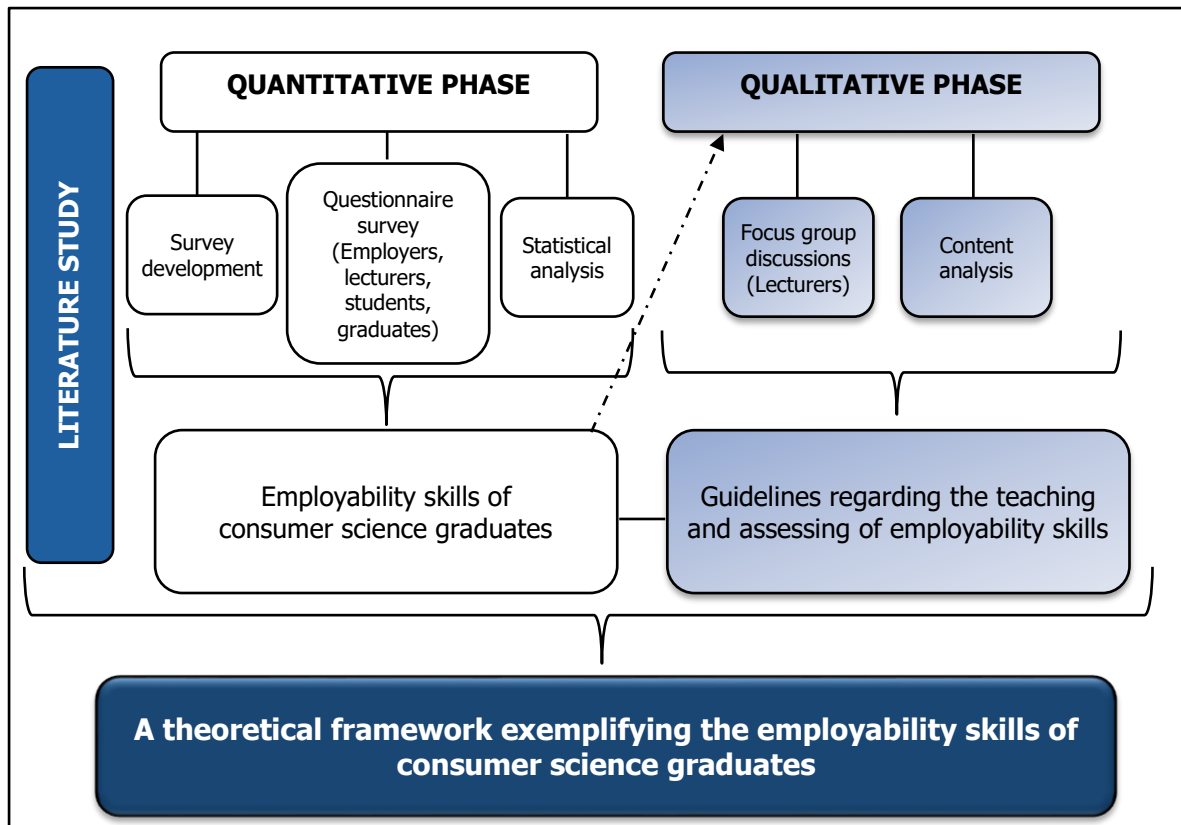 LITERATURE STUDY
QUANTITATIVE PHASE
Survey
development
Questionnaire
survey
(Employers,
lecturers,
students,
graduates)
Statistical
analysis
Employability skills of
consumer science graduates
QUALITATIVE PHASE
Focus group
discussions
(Lecturers)
Content
analysis
Guidelines regarding the teaching
and assessing of employability skills
A theoretical framework exemplifying the employability skills of
consumer science graduates